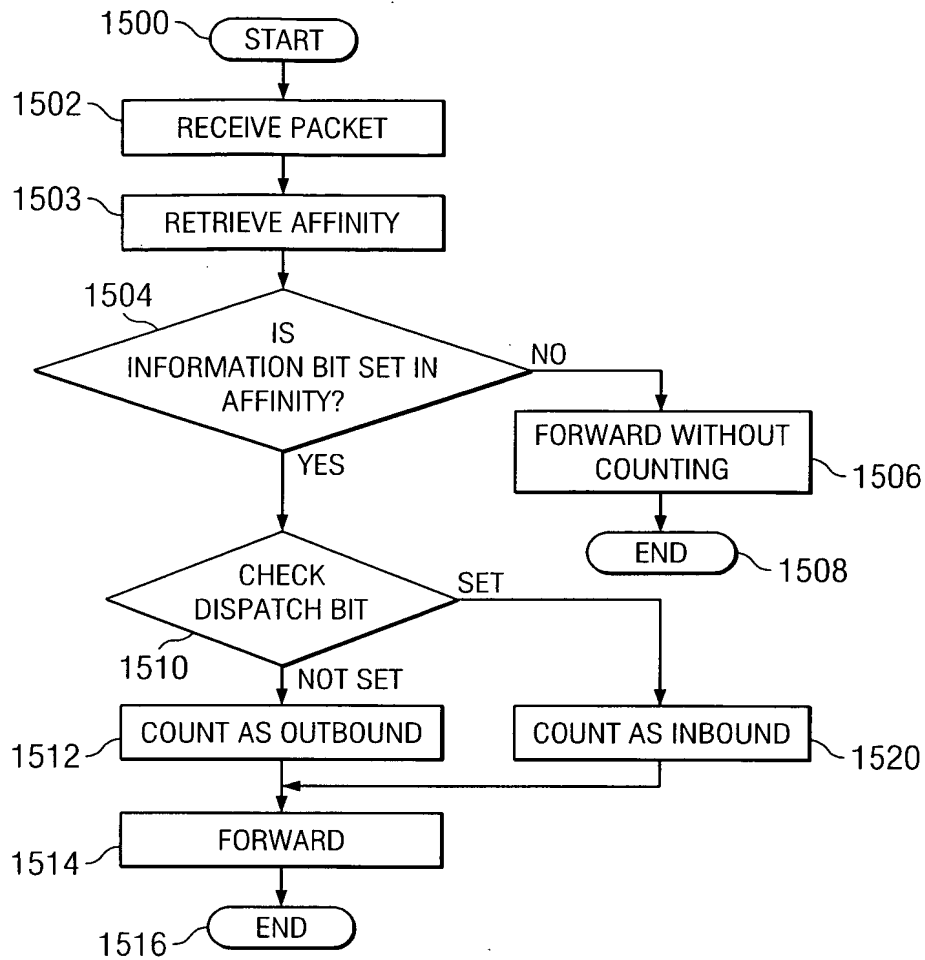 1500
START
1502
RECEIVE PACKET
1503
RETRIEVE AFFINITY
1504
IS
INFORMATION BIT SET IN
AFFINITY?
NO
YES
FORWARD WITHOUT
COUNTING
1506
END
1508
CHECK
DISPATCH BIT
1510
SET
NOT SET
COUNT AS OUTBOUND
1512
COUNT AS INBOUND
1520
FORWARD
1514
END
1516